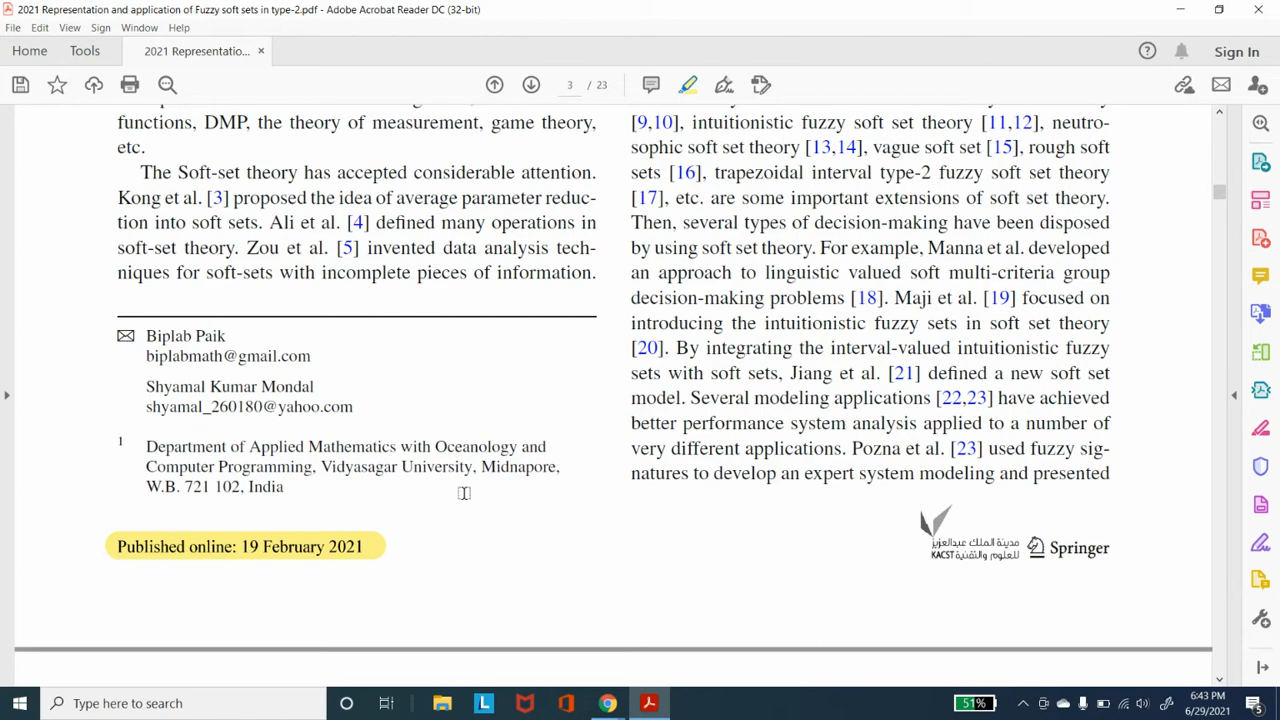 2021 Representation and application of Fuzzy soft sets in type-2.pdf - Adobe Acrobat Reader DC (32-bit)
File Edit View Sign Window Help
Home Tools 2021 Representatio... × Sign In
3 / 23
functions, DMP, the theory of measurement, game theory,
etc.
The Soft-set theory has accepted considerable attention.
Kong et al. [3] proposed the idea of average parameter reduc-
tion into soft sets. Ali et al. [4] defined many operations in
soft-set theory. Zou et al. [5] invented data analysis tech-
niques for soft-sets with incomplete pieces of information.
Biplab Paik
biplabmath@gmail.com
Shyamal Kumar Mondal
shyamal_260180@yahoo.com
1 Department of Applied Mathematics with Oceanology and
Computer Programming, Vidyasagar University, Midnapore,
W.B. 721 102, India
Published online: 19 February 2021
[9,10], intuitionistic fuzzy soft set theory [11,12], neutro-
sophic soft set theory [13,14], vague soft set [15], rough soft
sets [16], trapezoidal interval type-2 fuzzy soft theory
[17], etc. are some important extensions of soft set theory.
Then, several types of decision-making have been disposed
by using soft set theory. For example, Manna et al. developed
an approach to linguistic valued soft multi-criteria group
decision-making problems [18]. Maji et al. [19] focused on
introducing the intuitionistic fuzzy sets in soft set theory
[20]. By integrating the interval-valued intuitionistic fuzzy
sets with soft sets, Jiang et al. [21] defined a new soft set
model. Several modeling applications [22,23] have achieved
better performance system analysis applied to a number of
very different applications. Pozna et al. [23] used fuzzy sig-
natures to develop an expert system modeling and presented
مدينة الملك عبدالعزيز
للعلوم والتقنية KACST
Springer
Type here to search
51%
6:43 PM
6/29/2021
5